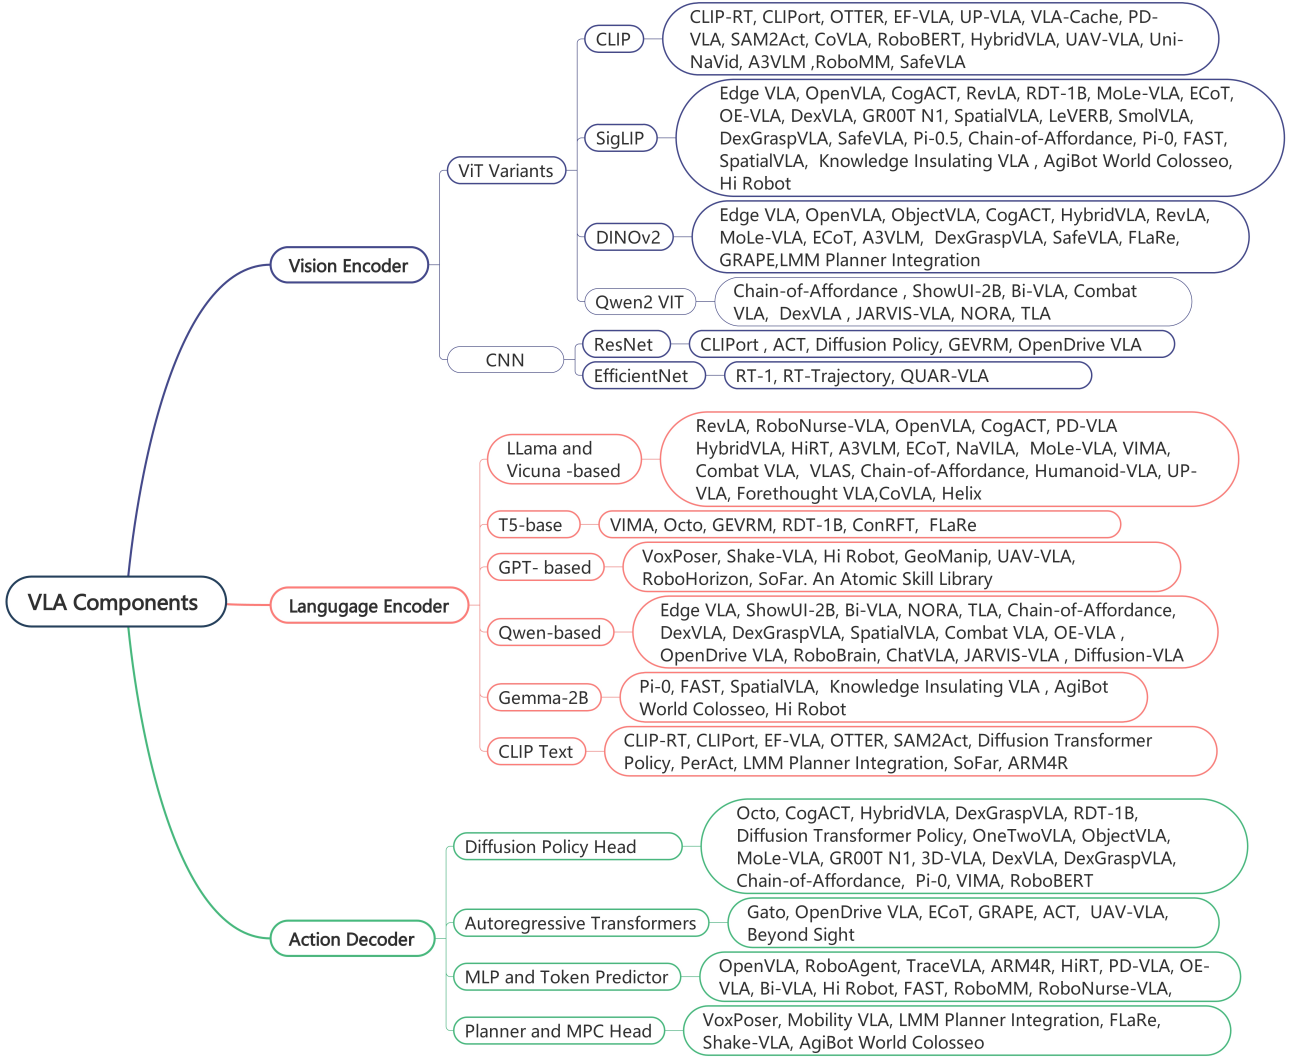 VLA Components
Vision Encoder
ViT Variants
CLIP
CLIP-RT, CLIPort, OTTER, EF-VLA, UP-VLA, VLA-Cache, PD-
VLA, SAM2Act, CoVLA, RoboBERT, HybridVLA, UAV-VLA, Uni-
NaVid, A3VLM ,RoboMM, SafeVLA
SigLIP
Edge VLA, OpenVLA, CogACT, RevLA, RDT-1B, MoLe-VLA, ECoT,
OE-VLA, DexVLA, GR00T N1, SpatialVLA, LeVERB, SmolVLA,
DexGraspVLA, SafeVLA, Pi-0.5, Chain-of-Affordance, Pi-0, FAST,
SpatialVLA,  Knowledge Insulating VLA , AgiBot World Colosseo,
Hi Robot
DINOv2
Edge VLA, OpenVLA, ObjectVLA, CogACT, HybridVLA, RevLA,
MoLe-VLA, ECoT, A3VLM,  DexGraspVLA, SafeVLA, FLaRe,
GRAPE,LMM Planner Integration
Qwen2 VIT
Chain-of-Affordance , ShowUI-2B, Bi-VLA, Combat
VLA,  DexVLA , JARVIS-VLA, NORA, TLA
CNN
ResNet
CLIPort , ACT, Diffusion Policy, GEVRM, OpenDrive VLA
EfficientNet
RT-1, RT-Trajectory, QUAR-VLA
Langugage Encoder
LLama and
Vicuna -based
RevLA, RoboNurse-VLA, OpenVLA, CogACT, PD-VLA
HybridVLA, HiRT, A3VLM, ECoT, NaVILA,  MoLe-VLA, VIMA,
Combat VLA,  VLAS, Chain-of-Affordance, Humanoid-VLA, UP-
VLA, Forethought VLA,CoVLA, Helix
T5-base
VIMA, Octo, GEVRM, RDT-1B, ConRFT,  FLaRe
GPT- based
VoxPoser, Shake-VLA, Hi Robot, GeoManip, UAV-VLA,
RoboHorizon, SoFar. An Atomic Skill Library
Qwen-based
Edge VLA, ShowUI-2B, Bi-VLA, NORA, TLA, Chain-of-Affordance,
DexVLA, DexGraspVLA, SpatialVLA, Combat VLA, OE-VLA ,
OpenDrive VLA, RoboBrain, ChatVLA, JARVIS-VLA , Diffusion-VLA
Gemma-2B
Pi-0, FAST, SpatialVLA,  Knowledge Insulating VLA , AgiBot
World Colosseo, Hi Robot
CLIP Text
CLIP-RT, CLIPort, EF-VLA, OTTER, SAM2Act, Diffusion Transformer
Policy, PerAct, LMM Planner Integration, SoFar, ARM4R
Action Decoder
Diffusion Policy Head
Octo, CogACT, HybridVLA, DexGraspVLA, RDT-1B,
Diffusion Transformer Policy, OneTwoVLA, ObjectVLA,
MoLe-VLA, GR00T N1, 3D-VLA, DexVLA, DexGraspVLA,
Chain-of-Affordance,  Pi-0, VIMA, RoboBERT
Autoregressive Transformers
Gato, OpenDrive VLA, ECoT, GRAPE, ACT,  UAV-VLA,
Beyond Sight
MLP and Token Predictor
OpenVLA, RoboAgent, TraceVLA, ARM4R, HiRT, PD-VLA, OE-
VLA, Bi-VLA, Hi Robot, FAST, RoboMM, RoboNurse-VLA,
Planner and MPC Head
VoxPoser, Mobility VLA, LMM Planner Integration, FLaRe,
Shake-VLA, AgiBot World Colosseo